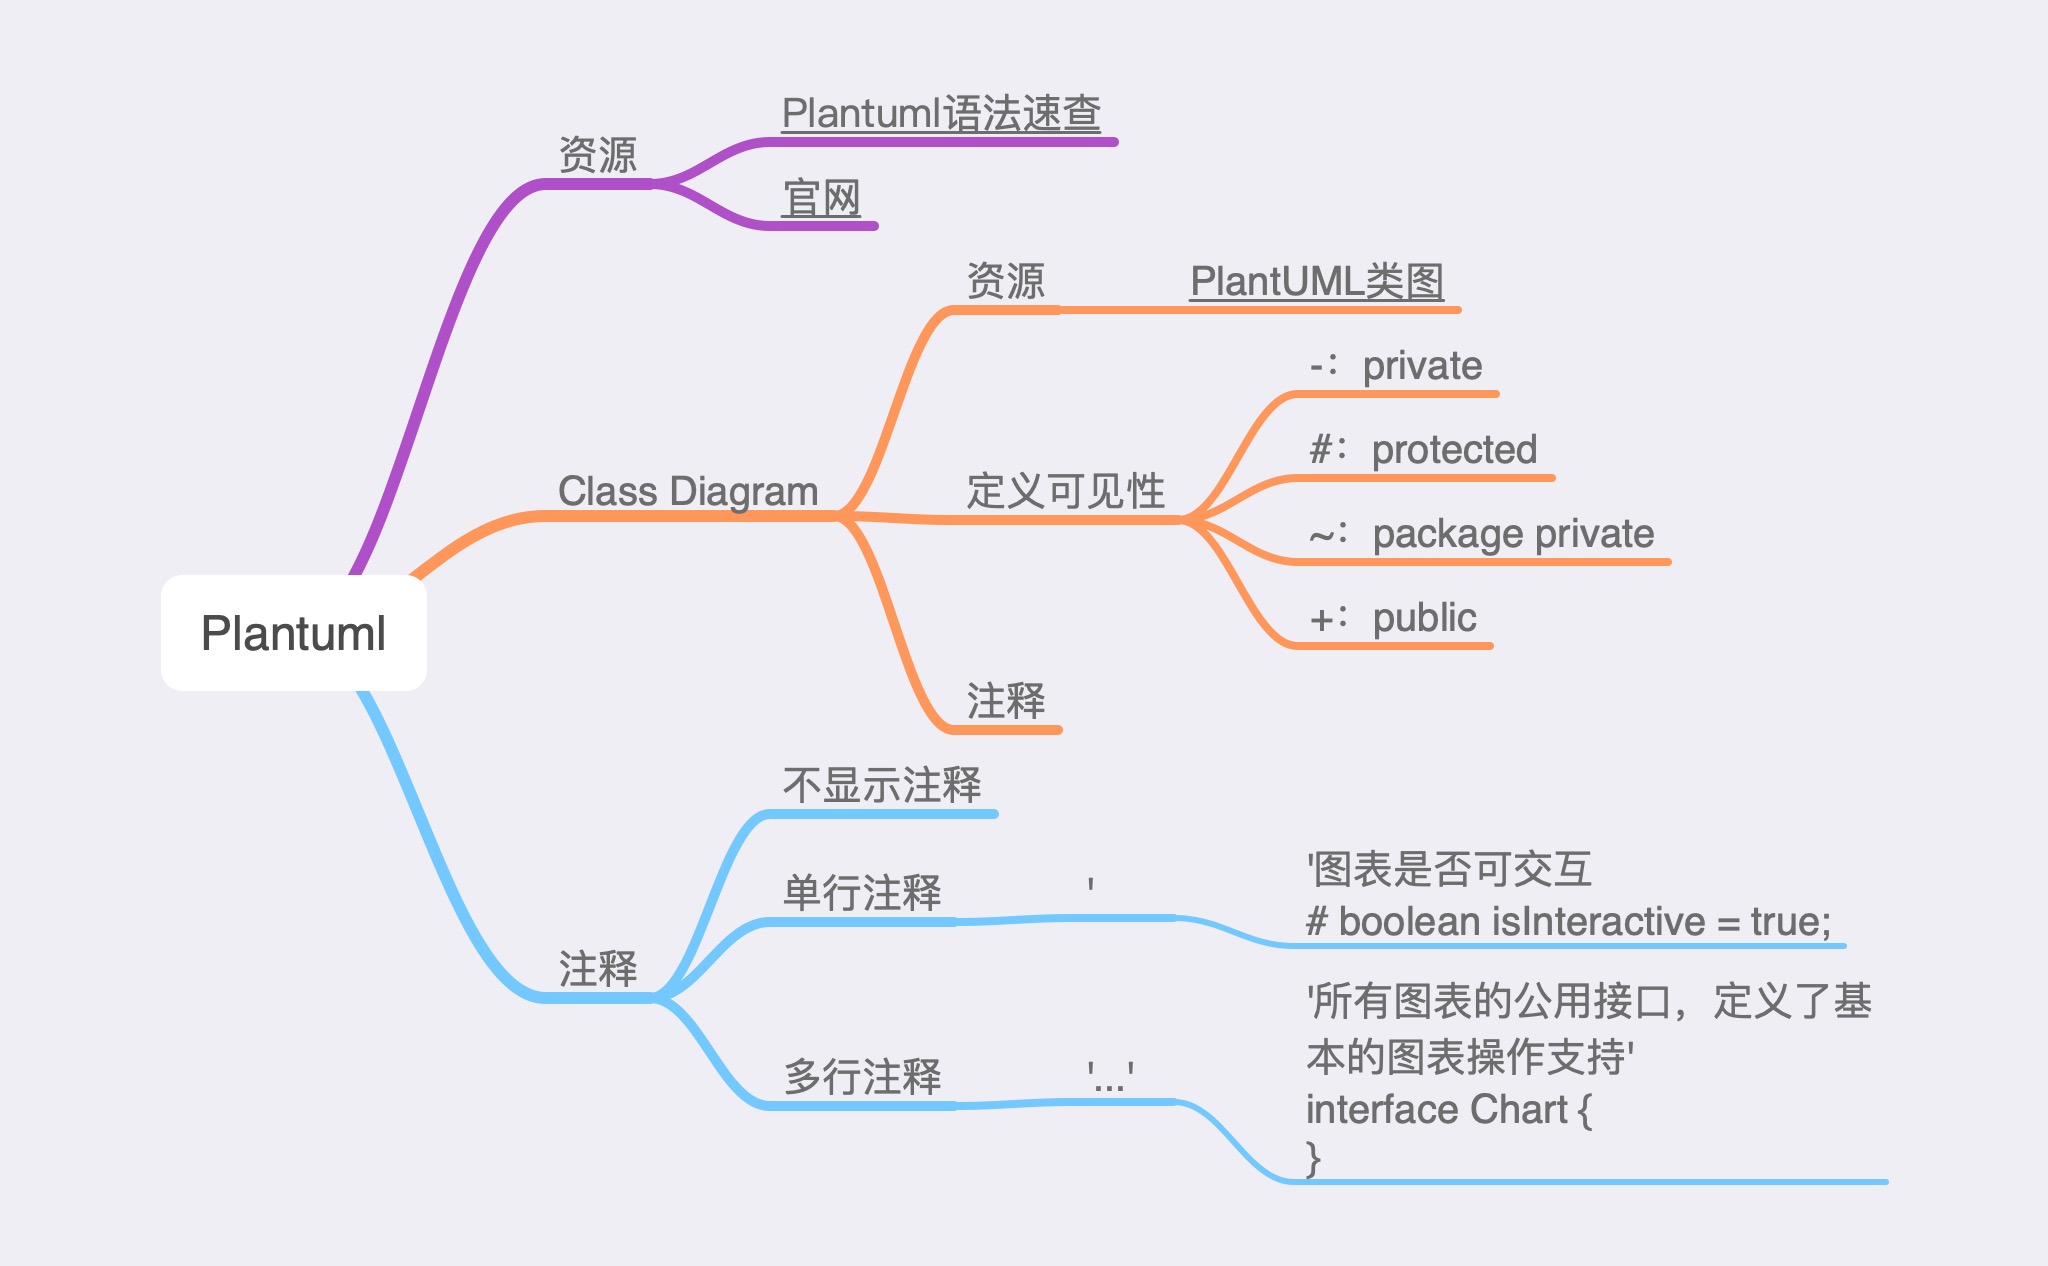 Plantuml
资源
Plantuml语法速查
官网
Class Diagram
资源
PlantUML类图
定义可见性
-：private
#：protected
~：package private
+：public
注释
注释
不显示注释
单行注释
'
'图表是否可交互
# boolean isInteractive = true;
多行注释
'...'
'所有图表的公用接口，定义了基
本的图表操作支持'
interface Chart {
}